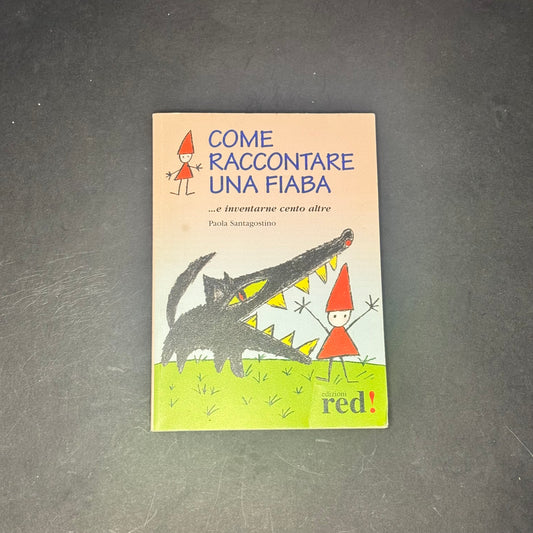 COME
RACCONTARE
UNA FIABA
...e inventarne cento altre
Paola Santagostino
edizioni
red!